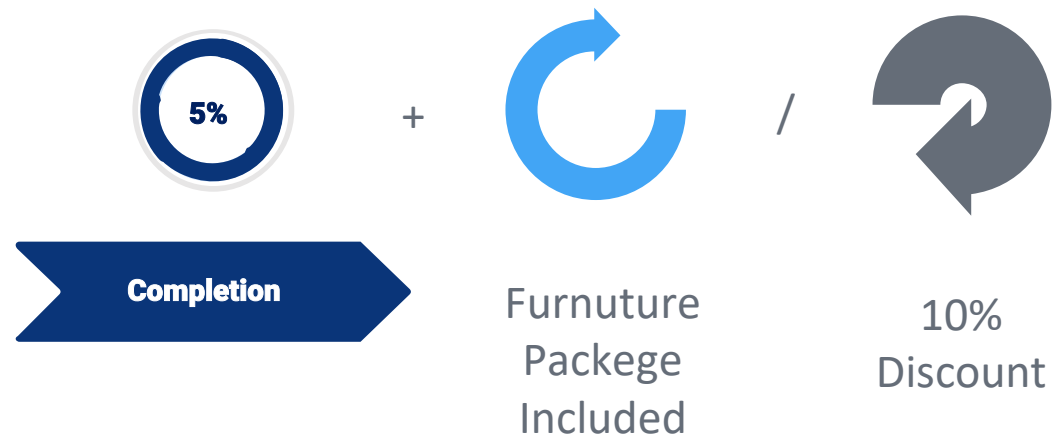 5%
+
/
Completion
Furnuture
Packege
Included
10%
Discount